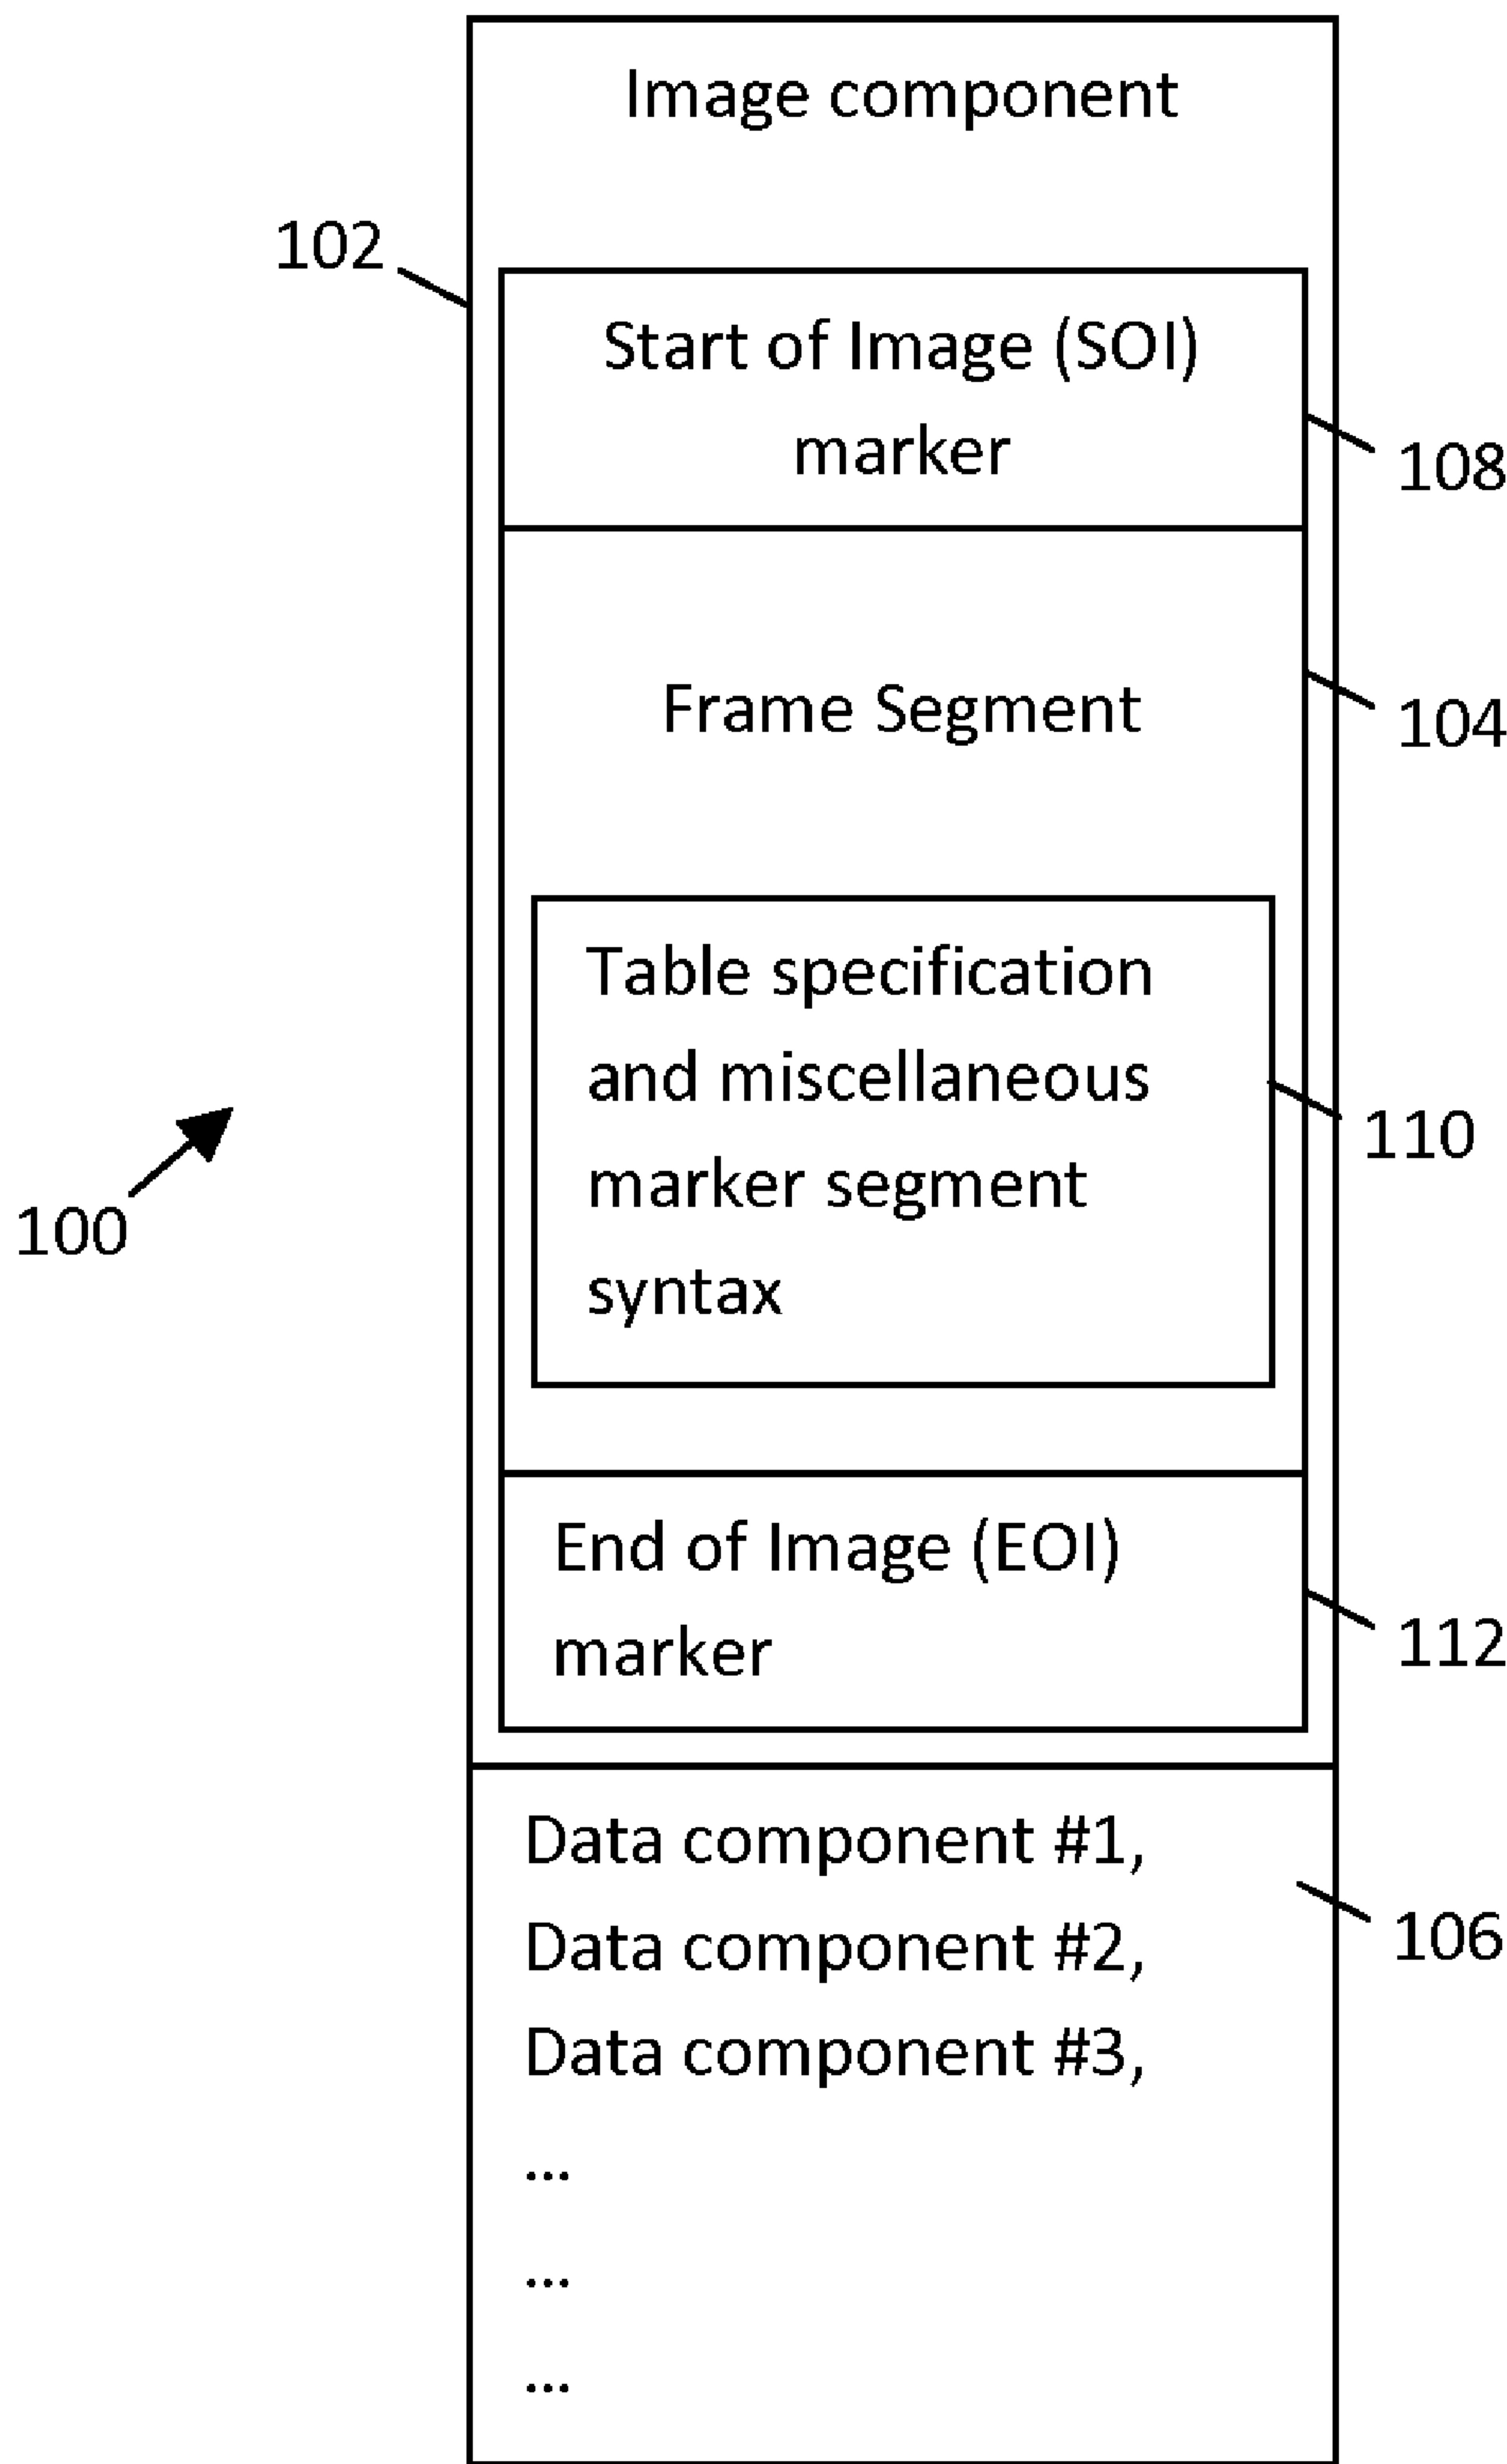 Image component
102
Start of Image (SOI)
marker
108
Frame Segment
104
Table specification
and miscellaneous
marker segment
syntax
110
100
End of Image (EOI)
marker
112
Data component #1,
106
Data component #2,
Data component #3,
...
...
...